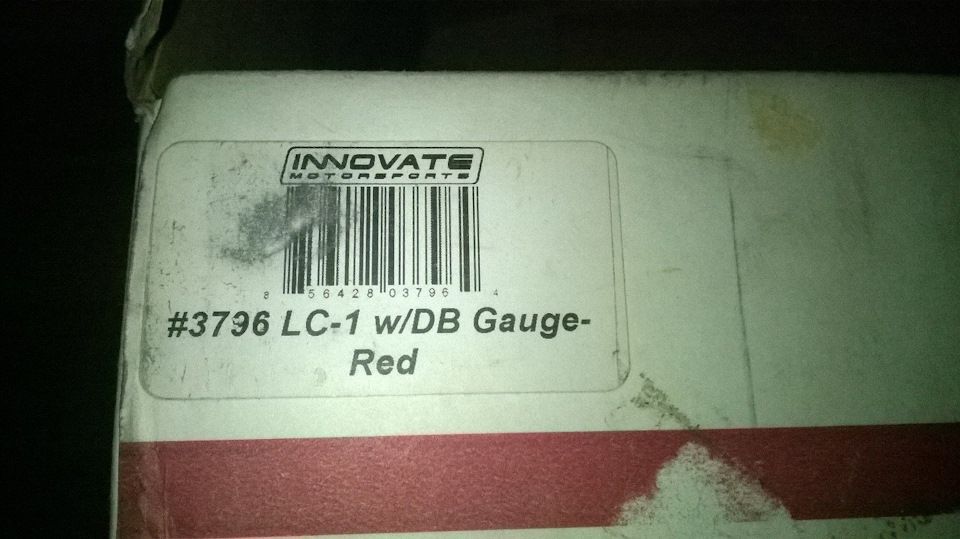 INNOVATE
MOTORSPORTS
8 56428 03796 4
#3796 LC-1 w/DB Gauge-
Red